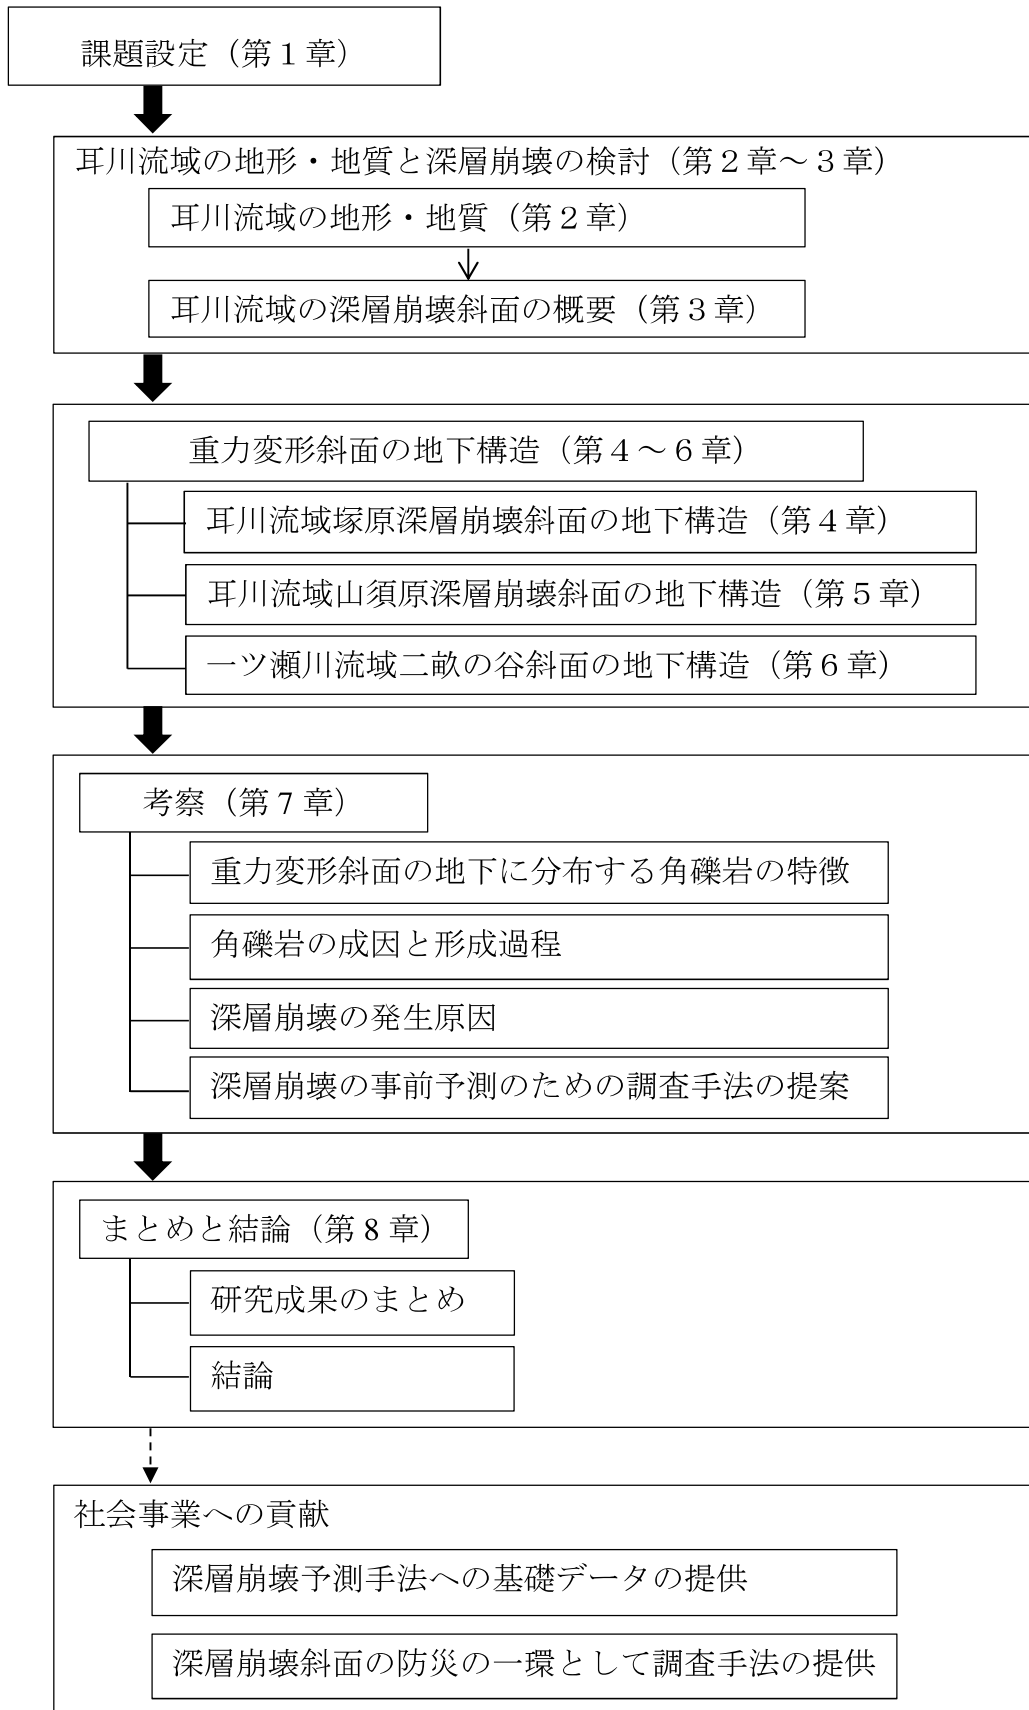 課題設定（第１章）
耳川流域の地形・地質と深層崩壊の検討（第２章～３章）
耳川流域の地形・地質（第２章）
耳川流域の深層崩壊斜面の概要（第３章）
重力変形斜面の地下構造（第４～６章）
耳川流域塚原深層崩壊斜面の地下構造（第４章）
耳川流域山須原深層崩壊斜面の地下構造（第５章）
一ツ瀬川流域二畝の谷斜面の地下構造（第６章）
考察（第７章）
重力変形斜面の地下に分布する角礫岩の特徴
角礫岩の成因と形成過程
深層崩壊の発生原因
深層崩壊の事前予測のための調査手法の提案
まとめと結論（第８章）
研究成果のまとめ
結論
社会事業への貢献
深層崩壊予測手法への基礎データの提供
深層崩壊斜面の防災の一環として調査手法の提供